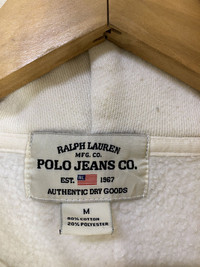 RALPH LAUREN
MFG. CO.
POLO JEANS CO.
EST. 1967
AUTHENTIC DRY GOODS
M
80% COTTON
20% POLYESTER